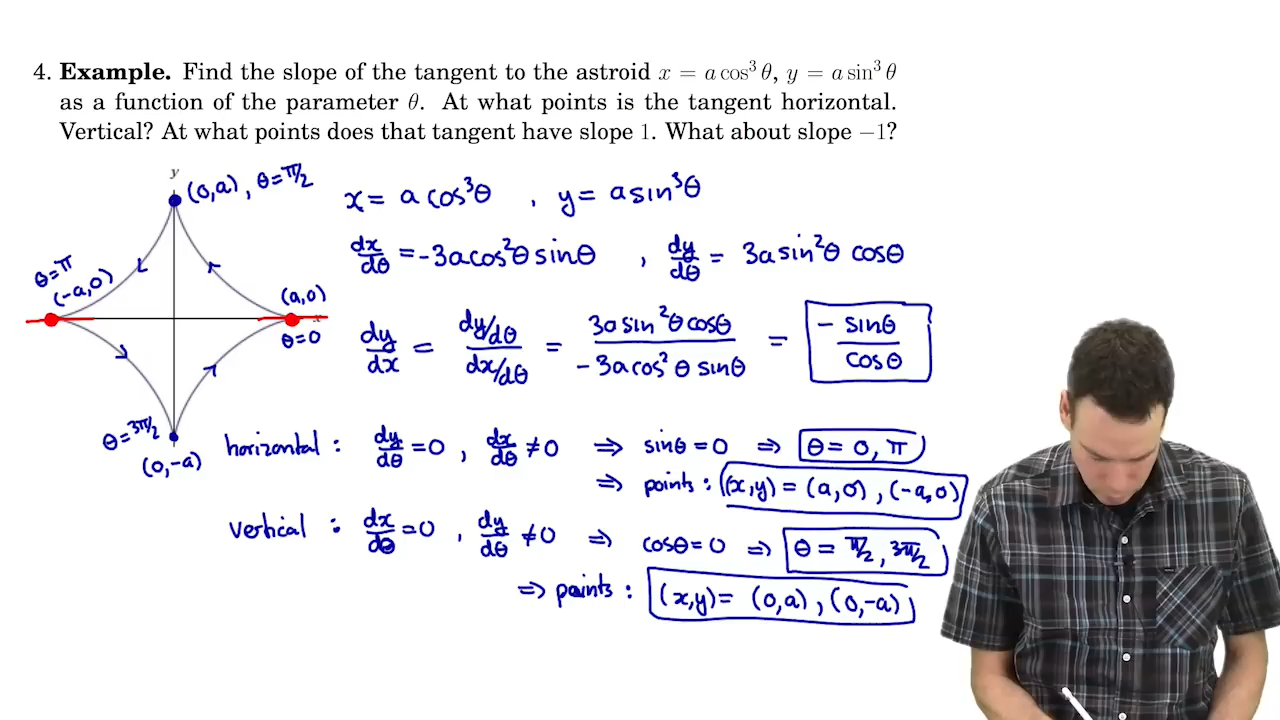 4. Example. Find the slope of the tangent to the astroid x = a cos³ θ, y = a sin³ θ
as a function of the parameter θ. At what points is the tangent horizontal.
Vertical? At what points does that tangent have slope 1. What about slope −1?
y
(0,a), θ=π/2
θ=π
(-a,0)
(a,0)
x
θ=0
θ=3π/2
(0,-a)
x = a cos³θ , y = a sin³θ
dx/dθ = -3a cos²θ sinθ , dy/dθ = 3a sin²θ cosθ
dy/dx = (dy/dθ)/(dx/dθ) = (3a sin²θ cosθ)/(-3a cos²θ sinθ) = - sinθ/cosθ
horizontal : dy/dθ = 0 , dx/dθ ≠ 0 ⇒ sinθ = 0 ⇒ θ = 0, π
⇒ points : (x,y) = (a,0), (-a,0)
vertical : dx/dθ = 0 , dy/dθ ≠ 0 ⇒ cosθ = 0 ⇒ θ = π/2, 3π/2
⇒ points : (x,y) = (0,a), (0,-a)